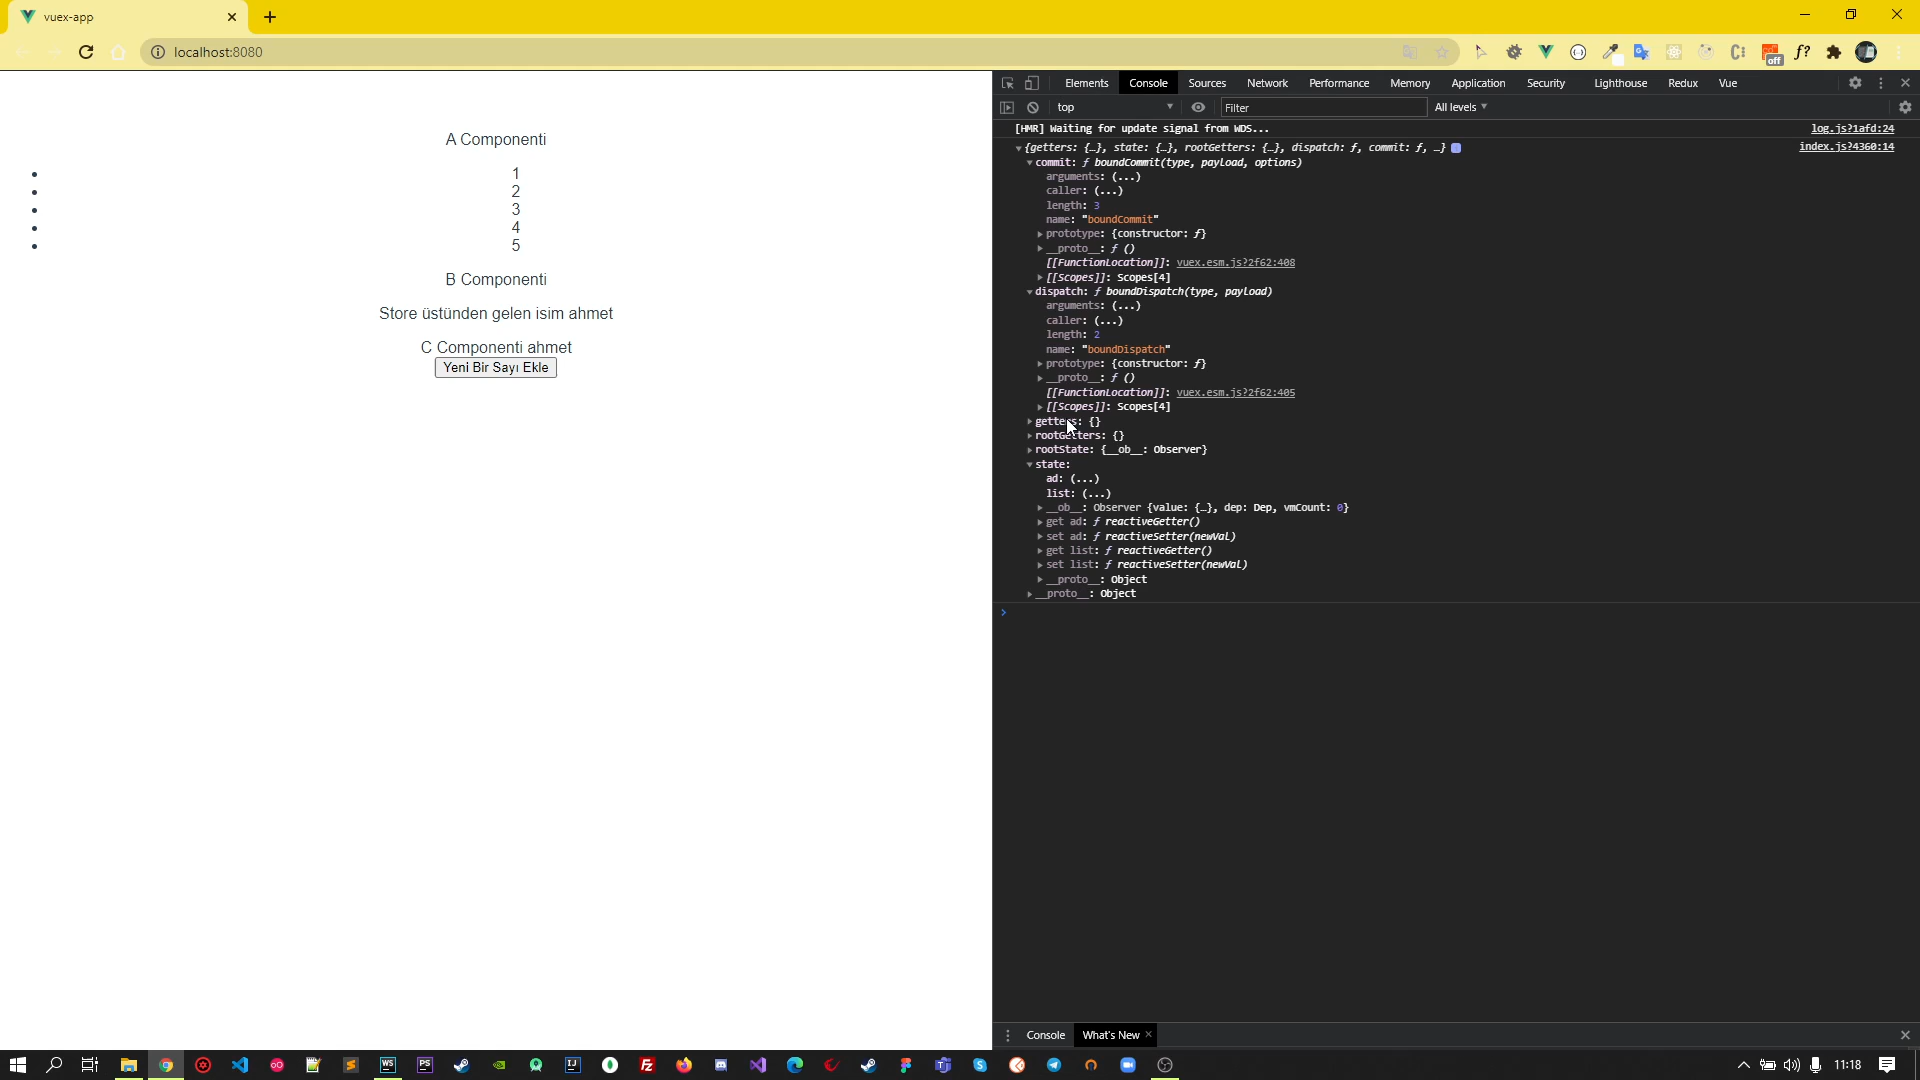 vuex-app
localhost:8080
off
A Componenti
1
2
3
4
5
B Componenti
Store üstünden gelen isim ahmet
C Componenti ahmet
Yeni Bir Sayı Ekle
Elements Console Sources Network Performance Memory Application Security Lighthouse Redux Vue
top Filter All levels
[HMR] Waiting for update signal from WDS... log.js?1afd:24
{getters: {…}, state: {…}, rootGetters: {…}, dispatch: ƒ, commit: ƒ, …} index.js?4360:14
commit: ƒ boundCommit(type, payload, options)
arguments: (...)
caller: (...)
length: 3
name: "boundCommit"
prototype: {constructor: ƒ}
__proto__: ƒ ()
[[FunctionLocation]]: vuex.esm.js?2f62:408
[[Scopes]]: Scopes[4]
dispatch: ƒ boundDispatch(type, payload)
arguments: (...)
caller: (...)
length: 2
name: "boundDispatch"
prototype: {constructor: ƒ}
__proto__: ƒ ()
[[FunctionLocation]]: vuex.esm.js?2f62:405
[[Scopes]]: Scopes[4]
getters: {}
rootGetters: {}
rootState: {__ob__: Observer}
state:
ad: (...)
list: (...)
__ob__: Observer {value: {…}, dep: Dep, vmCount: 0}
get ad: ƒ reactiveGetter()
set ad: ƒ reactiveSetter(newVal)
get list: ƒ reactiveGetter()
set list: ƒ reactiveSetter(newVal)
__proto__: Object
__proto__: Object
Console What's New
11:18